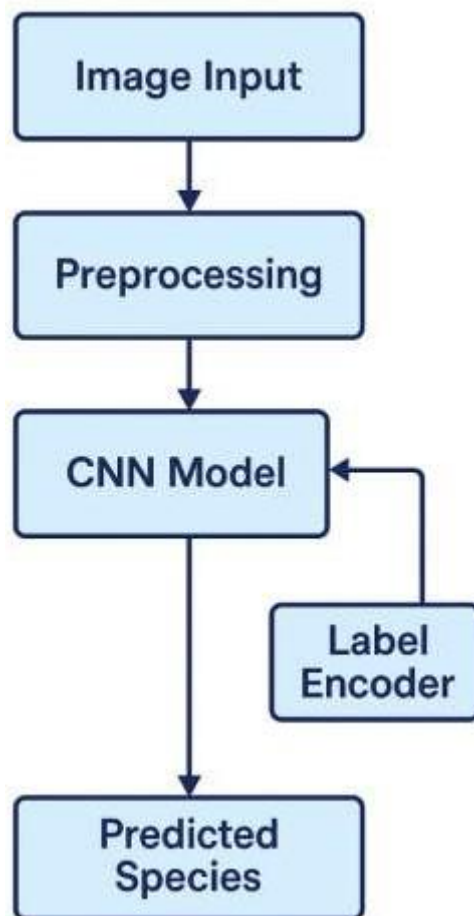 Image Input
Preprocessing
CNN Model
Label
Encoder
Predicted
Species